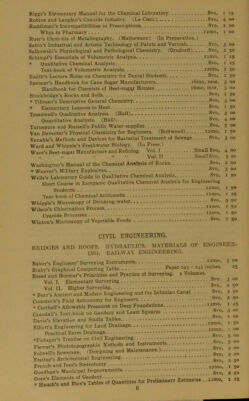 Riggs's Elementary Manual for the Chemical Laboratory............8vo, 1 25
Robine and Lenglen's Cyanide Industry. (Le Clerc.)............8vo, 4 00
Ruddiman's Incompatibilities in Prescriptions............8vo, 2 00
Whys in Pharmacy............12mo, 1 00
Ruer's Elements of Metallography. (Mathewson) (In Preparation.)
Sabin's Industrial and Artistic Technology of Paints and Varnish............8vo, 3 00
Salkowski's Physiological and Pathological Chemistry. (Orndorff)............8vo, 2 50
Schimpf's Essentials of Volumetric Analysis............12mo, 1 25
* Qualitative Chemical Analysis............8vo, 1 25
Text-book of Volumetric Analysis............12mo, 2 50
Smith's Lecture Notes on Chemistry for Dental Students............8vo, 2 50
Spencer's Handbook for Cane Sugar Manufacturers............16mo, mor. 3 00
Handbook for Chemists of Beet-sugar Houses............16mo, mor. 3 00
Stockbridge's Rocks and Soils............8vo, 2 50
* Tillman's Descriptive General Chemistry............8vo, 3 00
* Elementary Lessons in Heat............8vo, 1 50
Treadwell's Qualitative Analysis. (Hall)............8vo, 3 00
Quantitative Analysis. (Hall)............8vo, 4 00
Turneaure and Russell's Public Water-supplies............8vo, 5 00
Van Deventer's Physical Chemistry for Beginners. (Boltwood)............12mo, 1 50
Venable's Methods and Devices for Bacterial Treatment of Sewage............8vo, 3 00
Ward and Whipple's Freshwater Biology. (In Press.)
Ware's Beet-sugar Manufacture and Refining. Vol. I............Small 8vo, 4 00
" " " " Vol. II............Small 8vo, 5 00
Washington's Manual of the Chemical Analysis of Rocks............8vo, 2 00
* Weaver's Military Explosives............8vo, 3 00
Wells's Laboratory Guide in Qualitative Chemical Analysis............8vo, 1 50
Short Course in Inorganic Qualitative Chemical Analysis for Engineering
Students............12mo, 1 50
Text-book of Chemical Arithmetic............12mo, 1 25
Whipple's Microscopy of Drinking-water............8vo, 3 50
Wilson's Chlorination Process............12mo, 1 50
Cyanide Processes............12mo, 1 50
Winton's Microscopy of Vegetable Foods............8vo, 7 50
CIVIL ENGINEERING.
BRIDGES AND ROOFS. HYDRAULICS. MATERIALS OF ENGINEER-
ING. RAILWAY ENGINEERING.
Baker's Engineers' Surveying Instruments............12mo, 3 00
Bixby's Graphical Computing Table............Paper 19½×24¼ inches. 25
Breed and Hosmer's Principles and Practice of Surveying. 2 Volumes.
Vol. I. Elementary Surveying............8vo, 3 00
Vol. II. Higher Surveying............8vo, 2 50
* Burr's Ancient and Modern Engineering and the Isthmian Canal............8vo, 3 50
Comstock's Field Astronomy for Engineers............8vo, 2 50
* Corthell's Allowable Pressures on Deep Foundations............12mo, 1 25
Crandall's Text-book on Geodesy and Least Squares............8vo, 3 00
Davis's Elevation and Stadia Tables............8vo, 1 00
Elliott's Engineering for Land Drainage............12mo, 1 50
Practical Farm Drainage............12mo, 1 00
*Fiebeger's Treatise on Civil Engineering............8vo, 5 00
Flemer's Phototopographic Methods and Instruments............8vo, 5 00
Folwell's Sewerage. (Designing and Maintenance.)............8vo, 3 00
Freitag's Architectural Engineering............8vo, 3 50
French and Ives's Stereotomy............8vo, 2 50
Goodhue's Municipal Improvements............12mo, 1 50
Gore's Elements of Geodesy............8vo, 2 50
* Hauch's and Rice's Tables of Quantities for Preliminary Estimates............12mo, 1 25
6